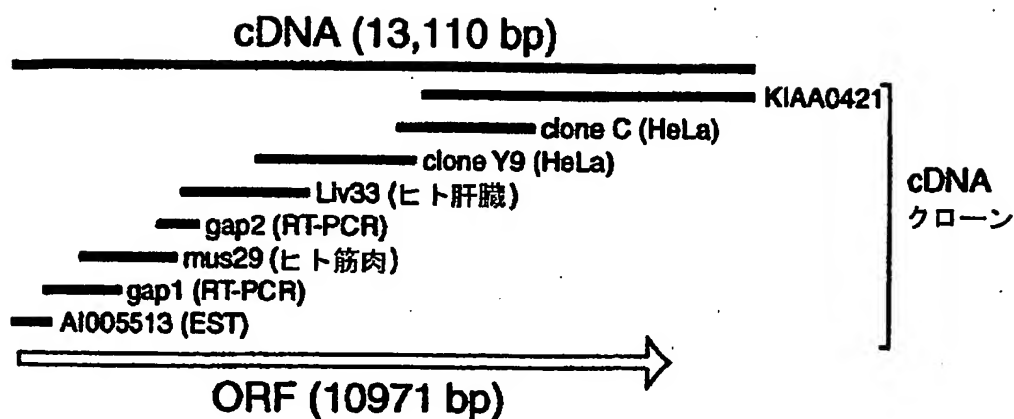 cDNA (13,110 bp)
KIAA0421
clone C (HeLa)
clone Y9 (HeLa)
Liv33 (ヒト肝臓)
gap2 (RT-PCR)
mus29 (ヒト筋肉)
gap1 (RT-PCR)
AI005513 (EST)
ORF (10971 bp)
cDNA
クローン